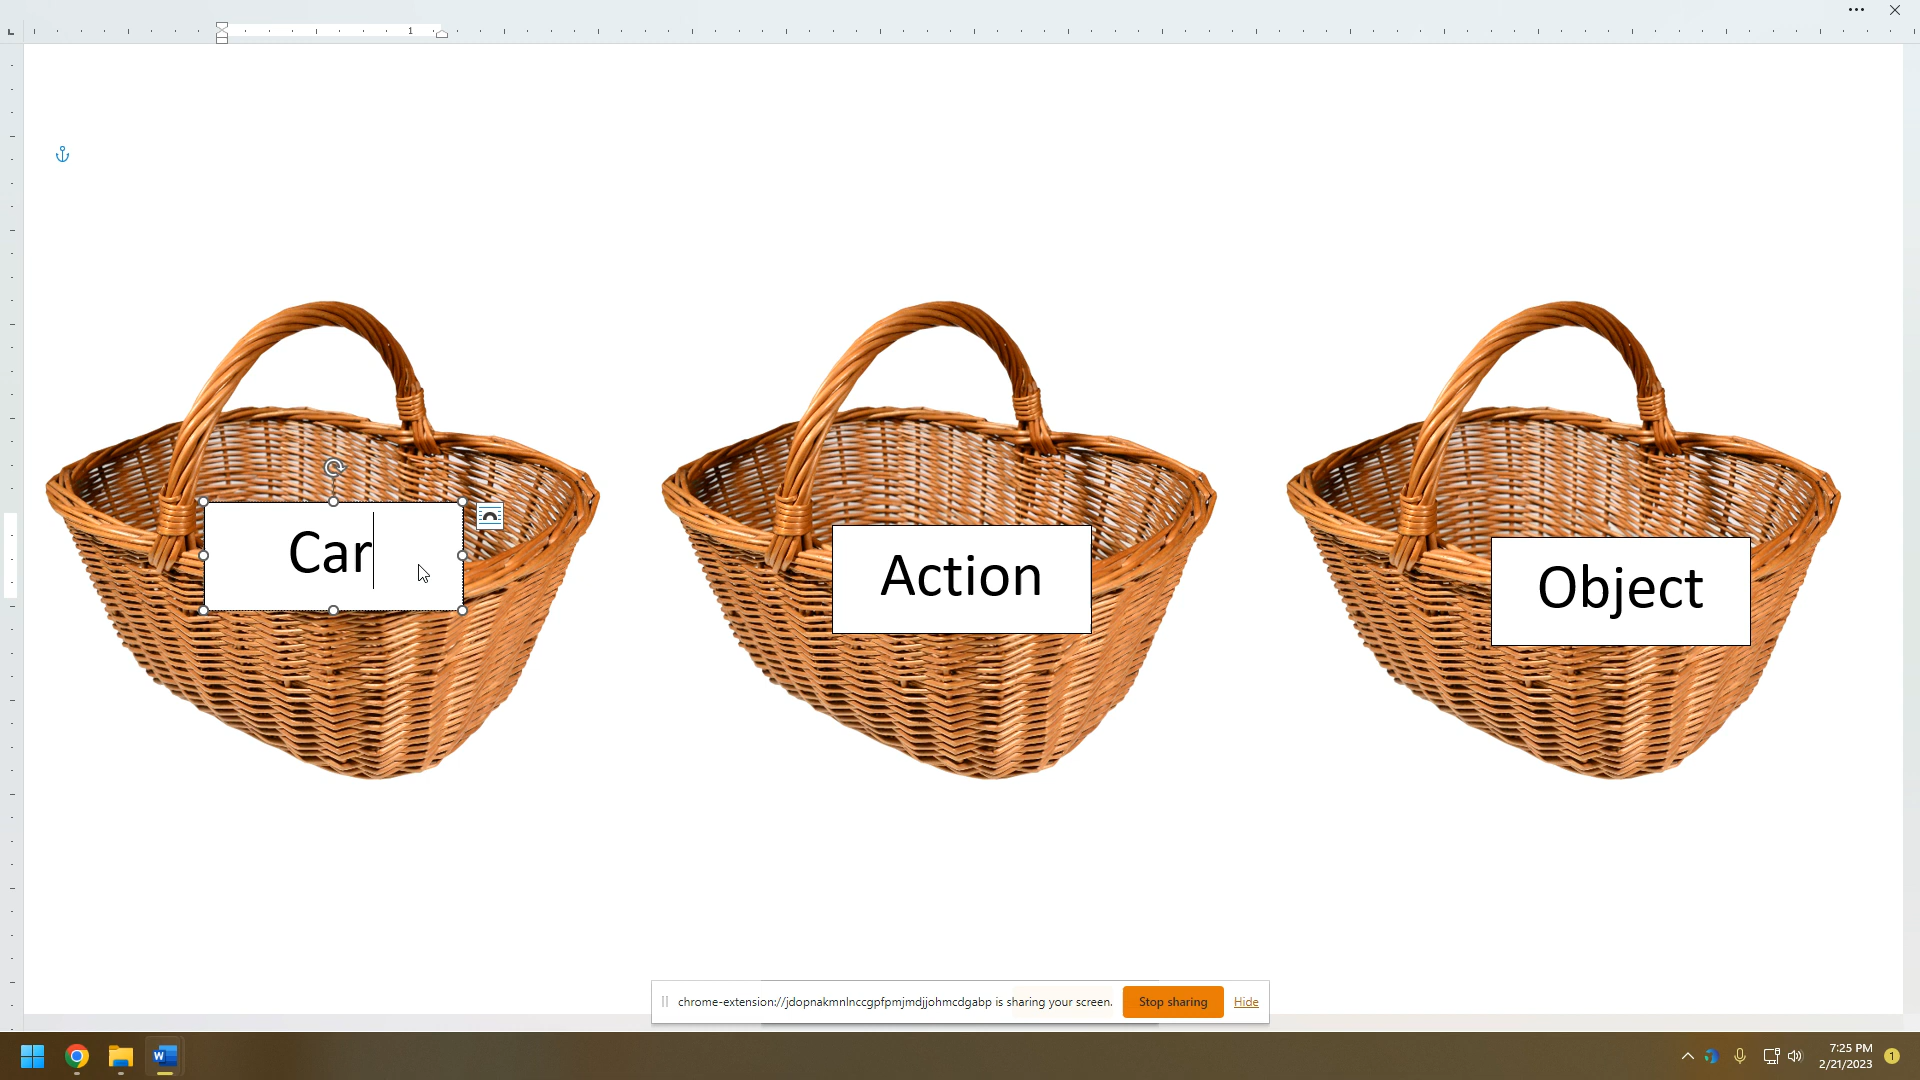 1
Car
Action
Object
chrome-extension://jdopnakmnlnccgpfpmjmdjjohmcdgabp is sharing your screen.
Stop sharing
Hide
W
7:25 PM
2/21/2023
1